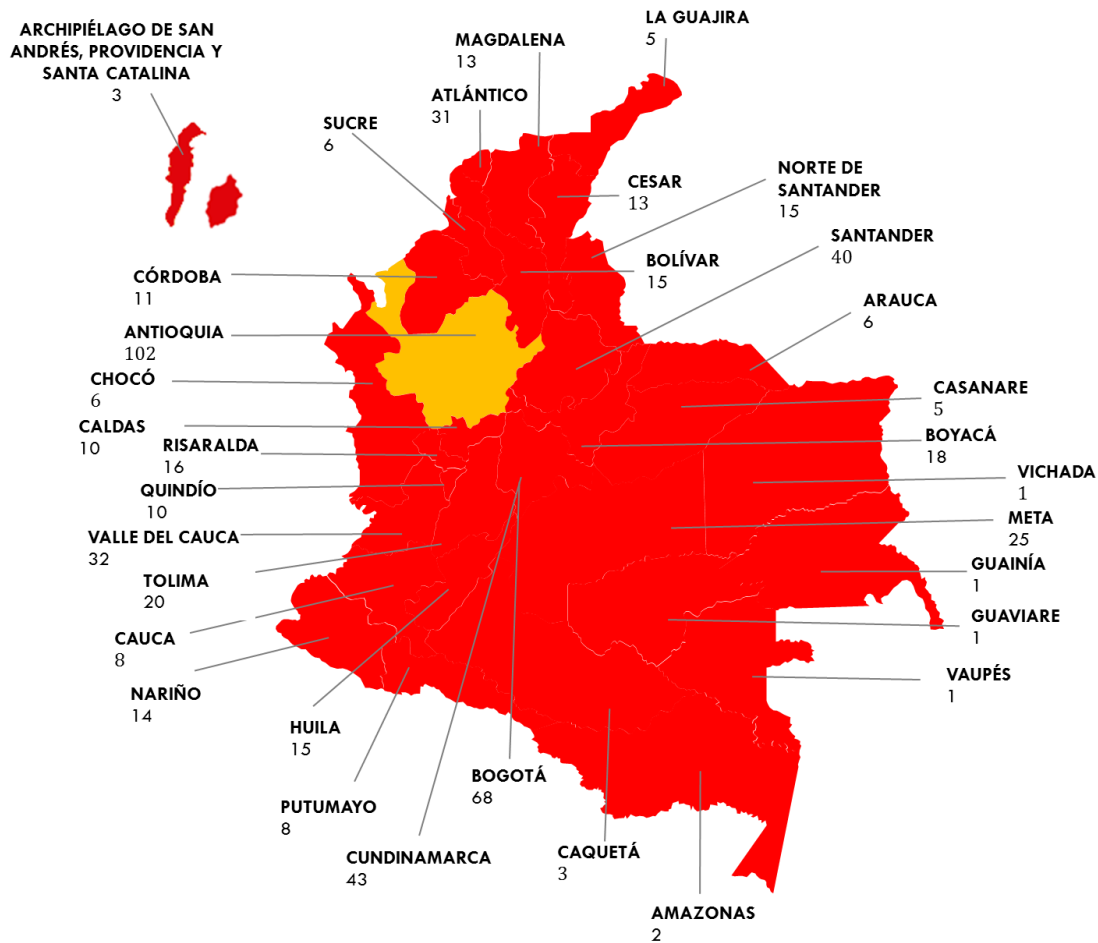 LA GUAJIRA
5
ARCHIPIÉLAGO DE SAN
ANDRÉS, PROVIDENCIA Y
SANTA CATALINA
3
MAGDALENA
13
ATLÁNTICO
31
SUCRE
6
CESAR
13
NORTE DE
SANTANDER
15
SANTANDER
40
BOLÍVAR
15
CÓRDOBA
11
ARAUCA
6
ANTIOQUIA
102
CHOCÓ
6
CASANARE
5
CALDAS
10
BOYACÁ
18
RISARALDA
16
VICHADA
1
QUINDÍO
10
META
25
VALLE DEL CAUCA
32
GUAINÍA
1
TOLIMA
20
GUAVIARE
1
CAUCA
8
VAUPÉS
1
NARIÑO
14
HUILA
15
BOGOTÁ
68
PUTUMAYO
8
CUNDINAMARCA
43
CAQUETÁ
3
AMAZONAS
2